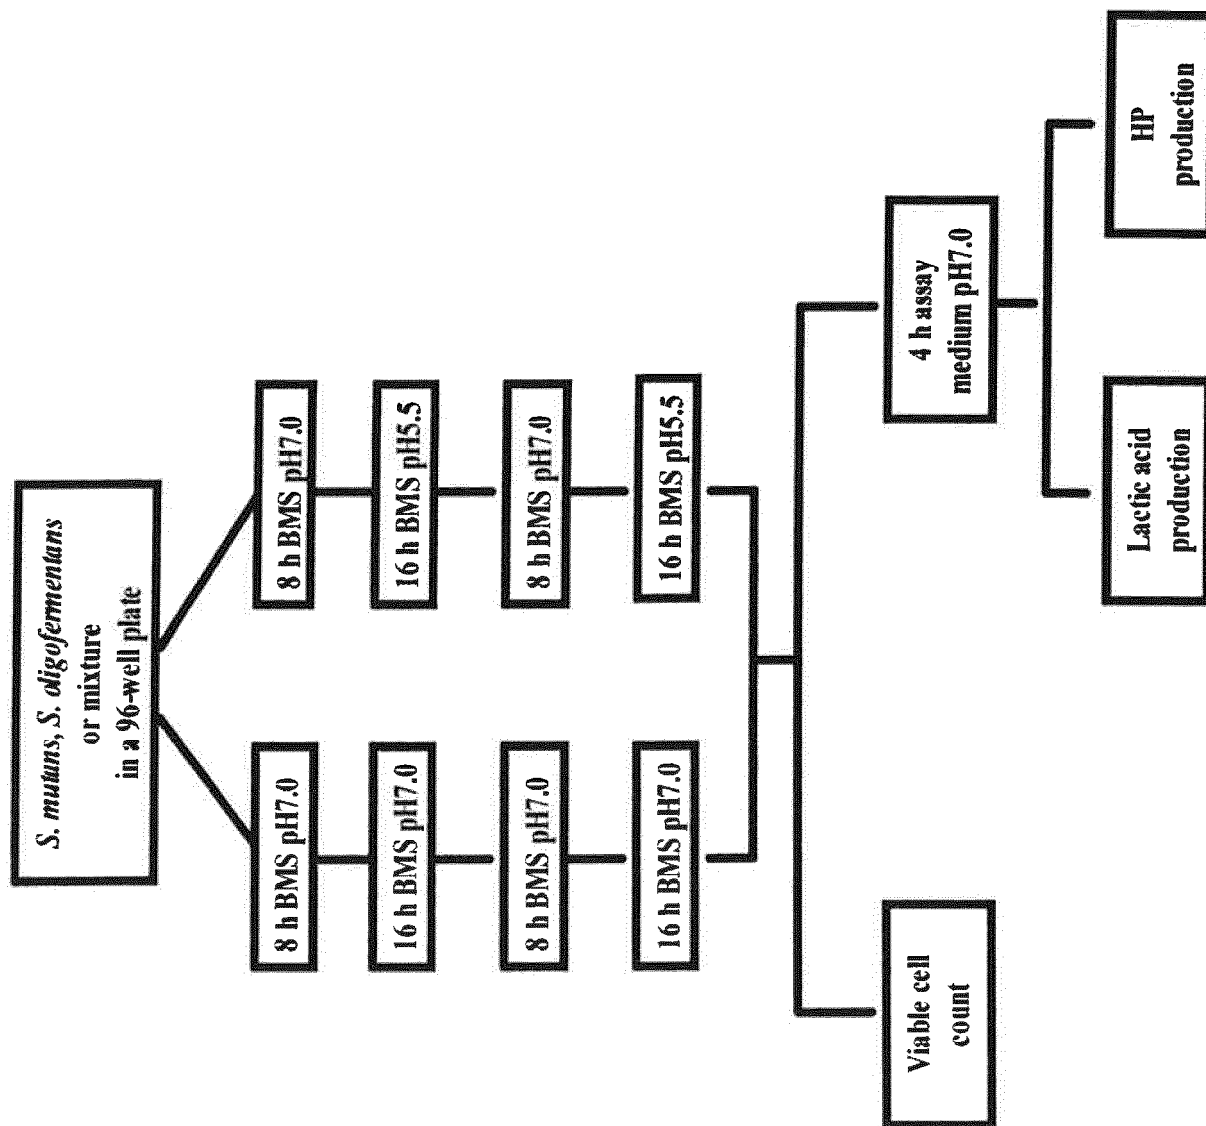 S. mutans, S. oligofermentans
or mixture
in a 96-well plate
8 h BMS pH7.0
16 h BMS pH7.0
8 h BMS pH7.0
16 h BMS pH7.0
8 h BMS pH7.0
16 h BMS pH5.5
8 h BMS pH7.0
16 h BMS pH5.5
Viable cell
count
4 h assay
medium pH7.0
Lactic acid
production
HP
production